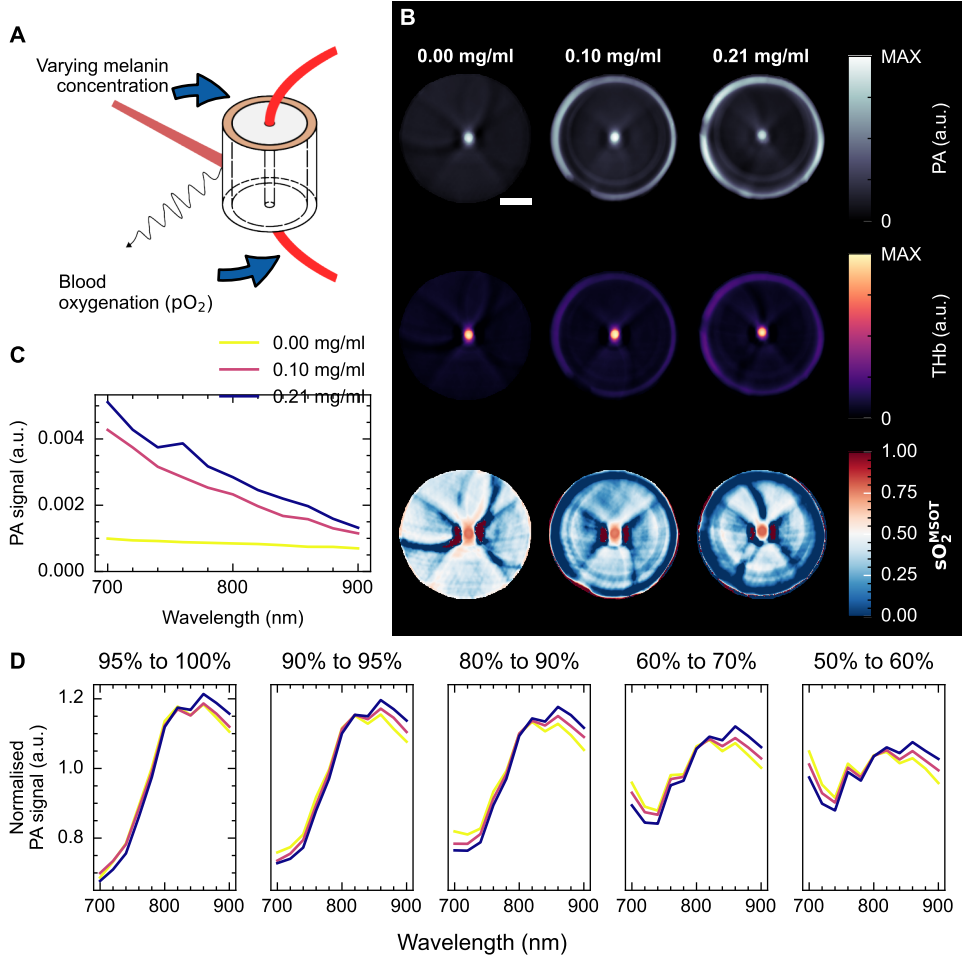 A
Varying melanin
concentration
Blood
oxygenation (pO₂)
B
0.00 mg/ml 0.10 mg/ml 0.21 mg/ml
MAX
PA (a.u.)
0
MAX
THb (a.u.)
0
1.00
0.75
0.50
0.25
0.00
sO₂ᴹˢᴼᵀ
C
0.00 mg/ml
0.10 mg/ml
0.21 mg/ml
PA signal (a.u.)
0.004
0.002
0.000
700 800 900
Wavelength (nm)
D
95% to 100% 90% to 95% 80% to 90% 60% to 70% 50% to 60%
Normalised
PA signal (a.u.)
1.2
1.0
0.8
700 800 900 700 800 900 700 800 900 700 800 900 700 800 900
Wavelength (nm)